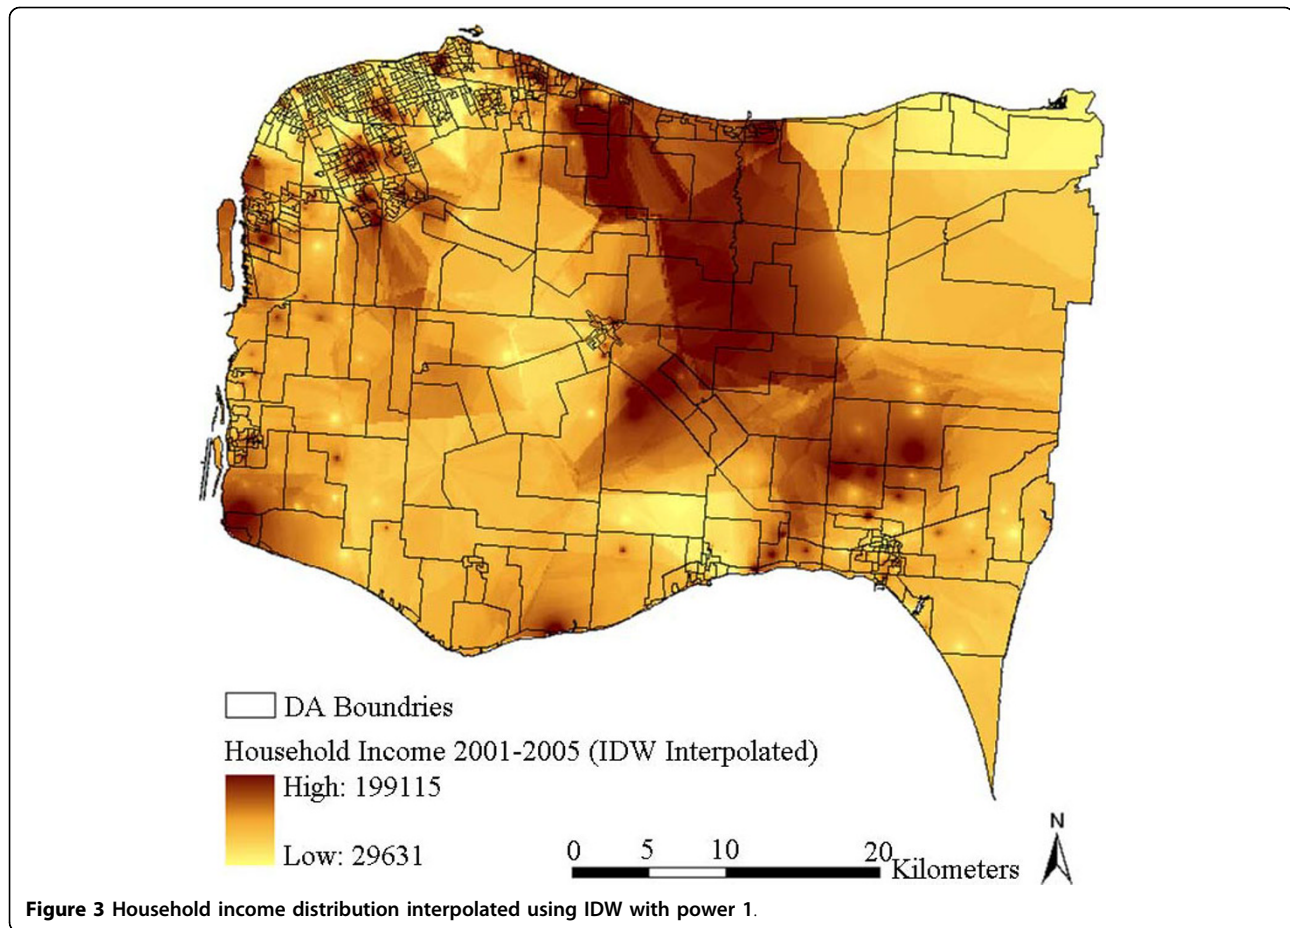 DA Boundries
Household Income 2001-2005 (IDW Interpolated)
High: 199115
Low: 29631
0 5 10 20 Kilometers
N
Figure 3 Household income distribution interpolated using IDW with power 1.